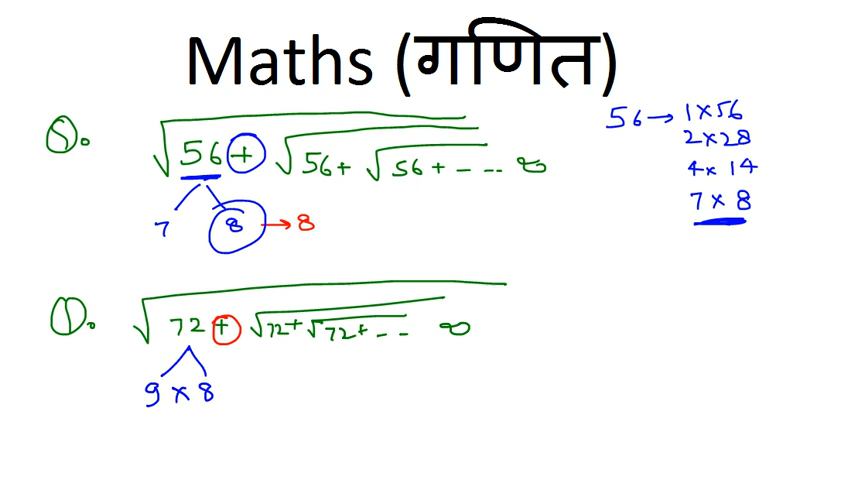 Maths (गणित)
Q. √56 + √56 + √56 + - - - ∞
7 8 → 8
56 → 1 × 56
2 × 28
4 × 14
7 × 8
1. √72 + √72 + √72 + - - - ∞
9 × 8